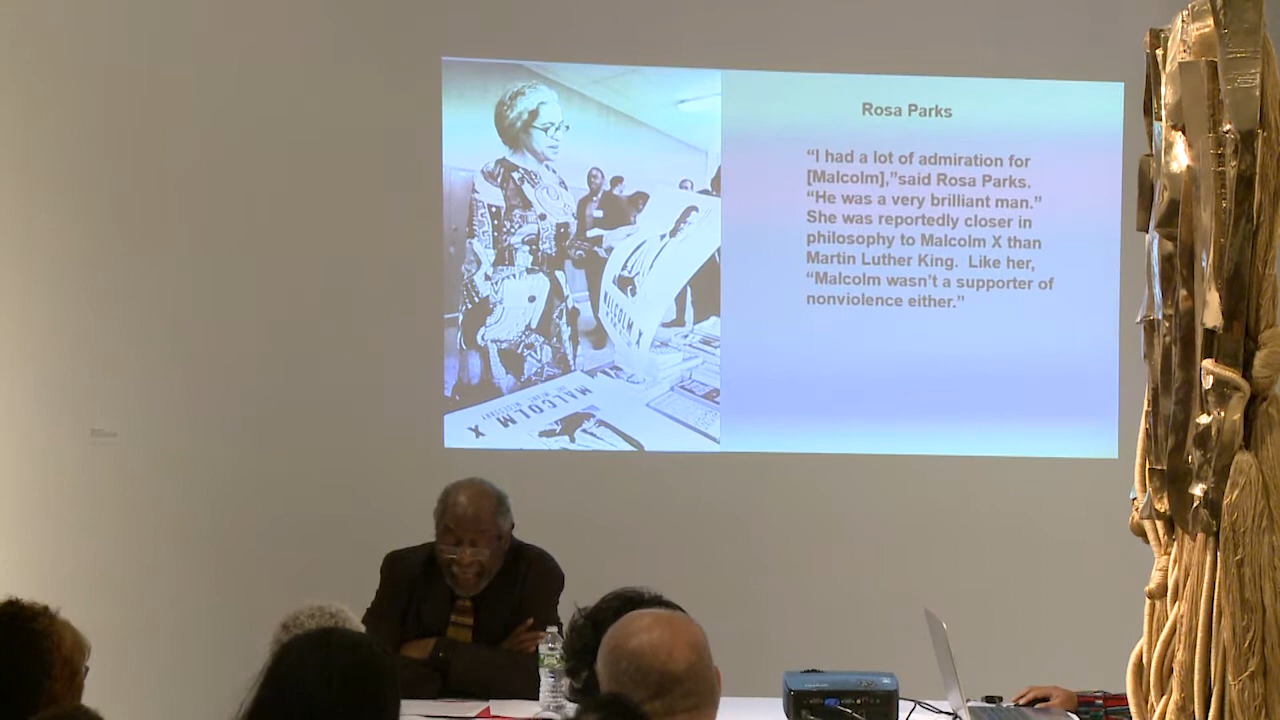 Rosa Parks
“I had a lot of admiration for
[Malcolm],”said Rosa Parks.
“He was a very brilliant man.”
She was reportedly closer in
philosophy to Malcolm X than
Martin Luther King.  Like her,
“Malcolm wasn’t a supporter of
nonviolence either.”
MALCOLM X
MALCOLM X